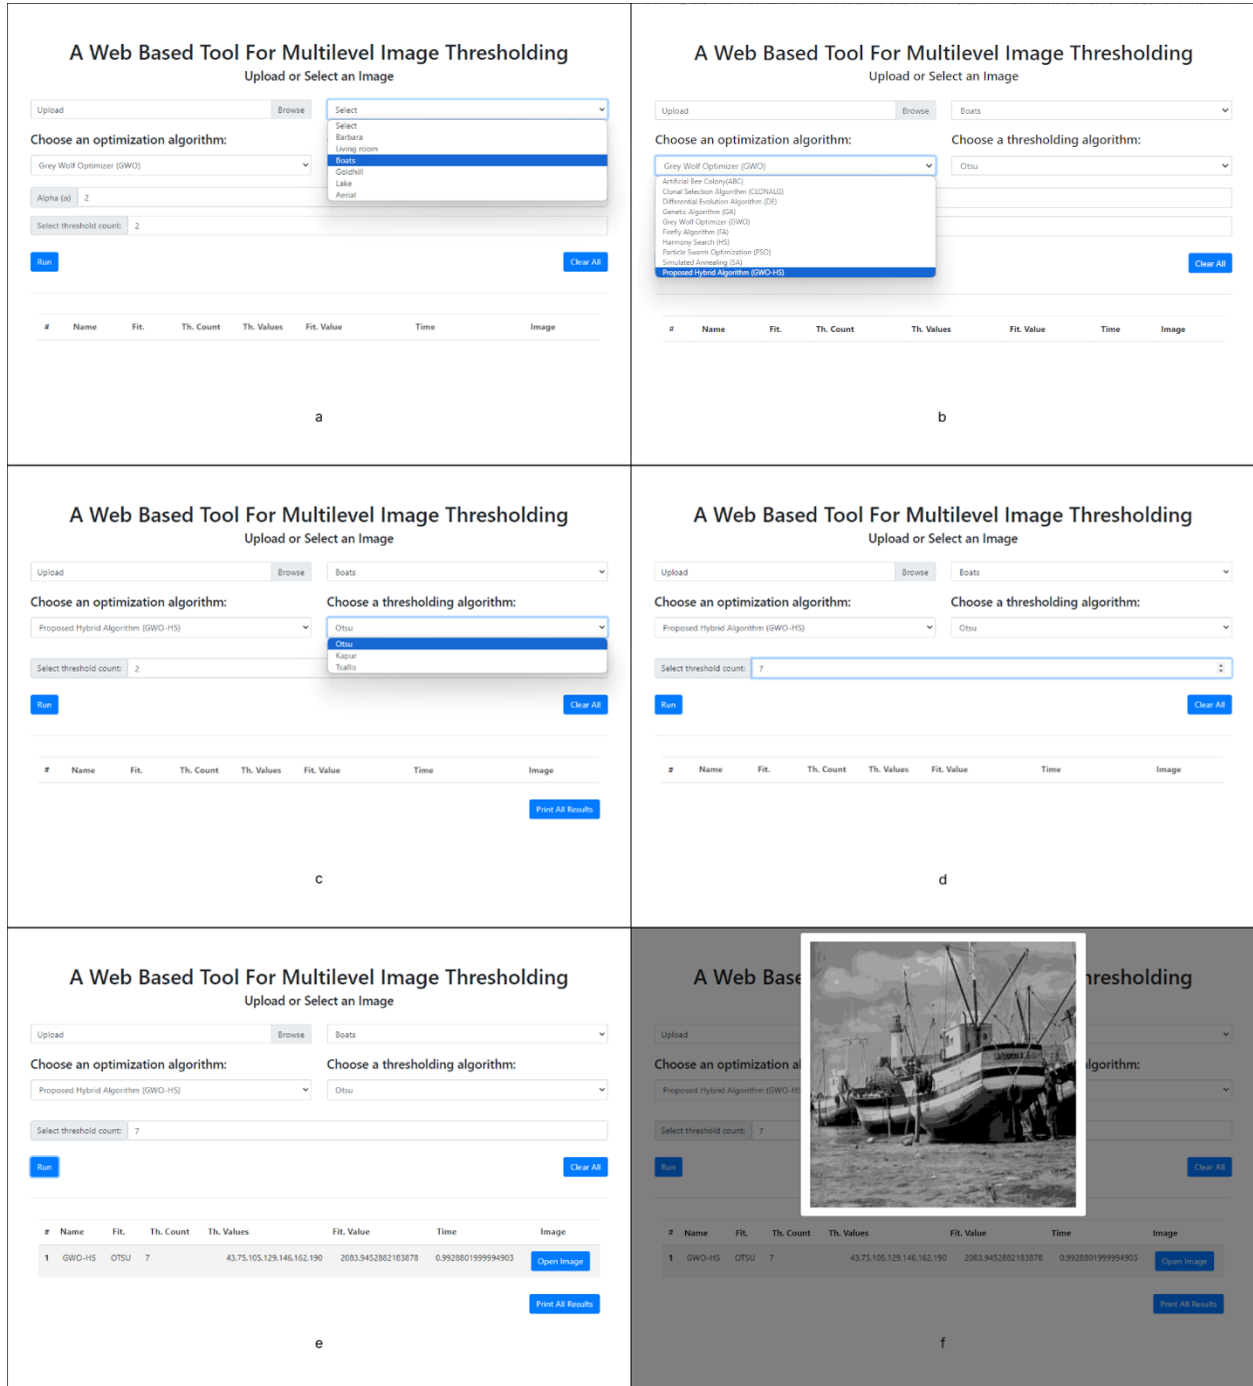 A Web Based Tool For Multilevel Image Thresholding
Upload or Select an Image
Upload Browse Select
Select
Barbara
Living room
Boats
Goldhill
Lake
Aerial
Choose an optimization algorithm:
Grey Wolf Optimizer (GWO)
Alpha (α) 2
Select threshold count: 2
Run Clear All
# Name Fit. Th. Count Th. Values Fit. Value Time Image
a
A Web Based Tool For Multilevel Image Thresholding
Upload or Select an Image
Upload Browse Boats
Choose an optimization algorithm: Choose a thresholding algorithm:
Grey Wolf Optimizer (GWO) Otsu
Artificial Bee Colony(ABC)
Clonal Selection Algorithm (CLONALG)
Differential Evolution Algorithm (DE)
Genetic Algorithm (GA)
Grey Wolf Optimizer (GWO)
Firefly Algorithm (FA)
Harmony Search (HS)
Particle Swarm Optimization (PSO)
Simulated Annealing (SA)
Proposed Hybrid Algorithm (GWO-HS)
Clear All
# Name Fit. Th. Count Th. Values Fit. Value Time Image
b
A Web Based Tool For Multilevel Image Thresholding
Upload or Select an Image
Upload Browse Boats
Choose an optimization algorithm: Choose a thresholding algorithm:
Proposed Hybrid Algorithm (GWO-HS) Otsu
Otsu
Kapur
Tsallis
Select threshold count: 2
Run Clear All
# Name Fit. Th. Count Th. Values Fit. Value Time Image
Print All Results
c
A Web Based Tool For Multilevel Image Thresholding
Upload or Select an Image
Upload Browse Boats
Choose an optimization algorithm: Choose a thresholding algorithm:
Proposed Hybrid Algorithm (GWO-HS) Otsu
Select threshold count: 7
Run Clear All
# Name Fit. Th. Count Th. Values Fit. Value Time Image
d
A Web Based Tool For Multilevel Image Thresholding
Upload or Select an Image
Upload Browse Boats
Choose an optimization algorithm: Choose a thresholding algorithm:
Proposed Hybrid Algorithm (GWO-HS) Otsu
Select threshold count: 7
Run Clear All
# Name Fit. Th. Count Th. Values Fit. Value Time Image
1 GWO-HS OTSU 7 43.75.105.129.146.162.190 2083.9452882183878 0.9928801999994903 Open Image
Print All Results
e
A Web Base resholding
Upload
Choose an optimization al lgorithm:
Proposed Hybrid Algorithm (GWO-HS
Select threshold count: 7
Run Clear All
# Name Fit. Th. Count Th. Values Fit. Value Time Image
1 GWO-HS OTSU 7 43.75.105.129.146.162.190 2083.9452882183878 0.9928801999994903 Open Image
Print All Results
f